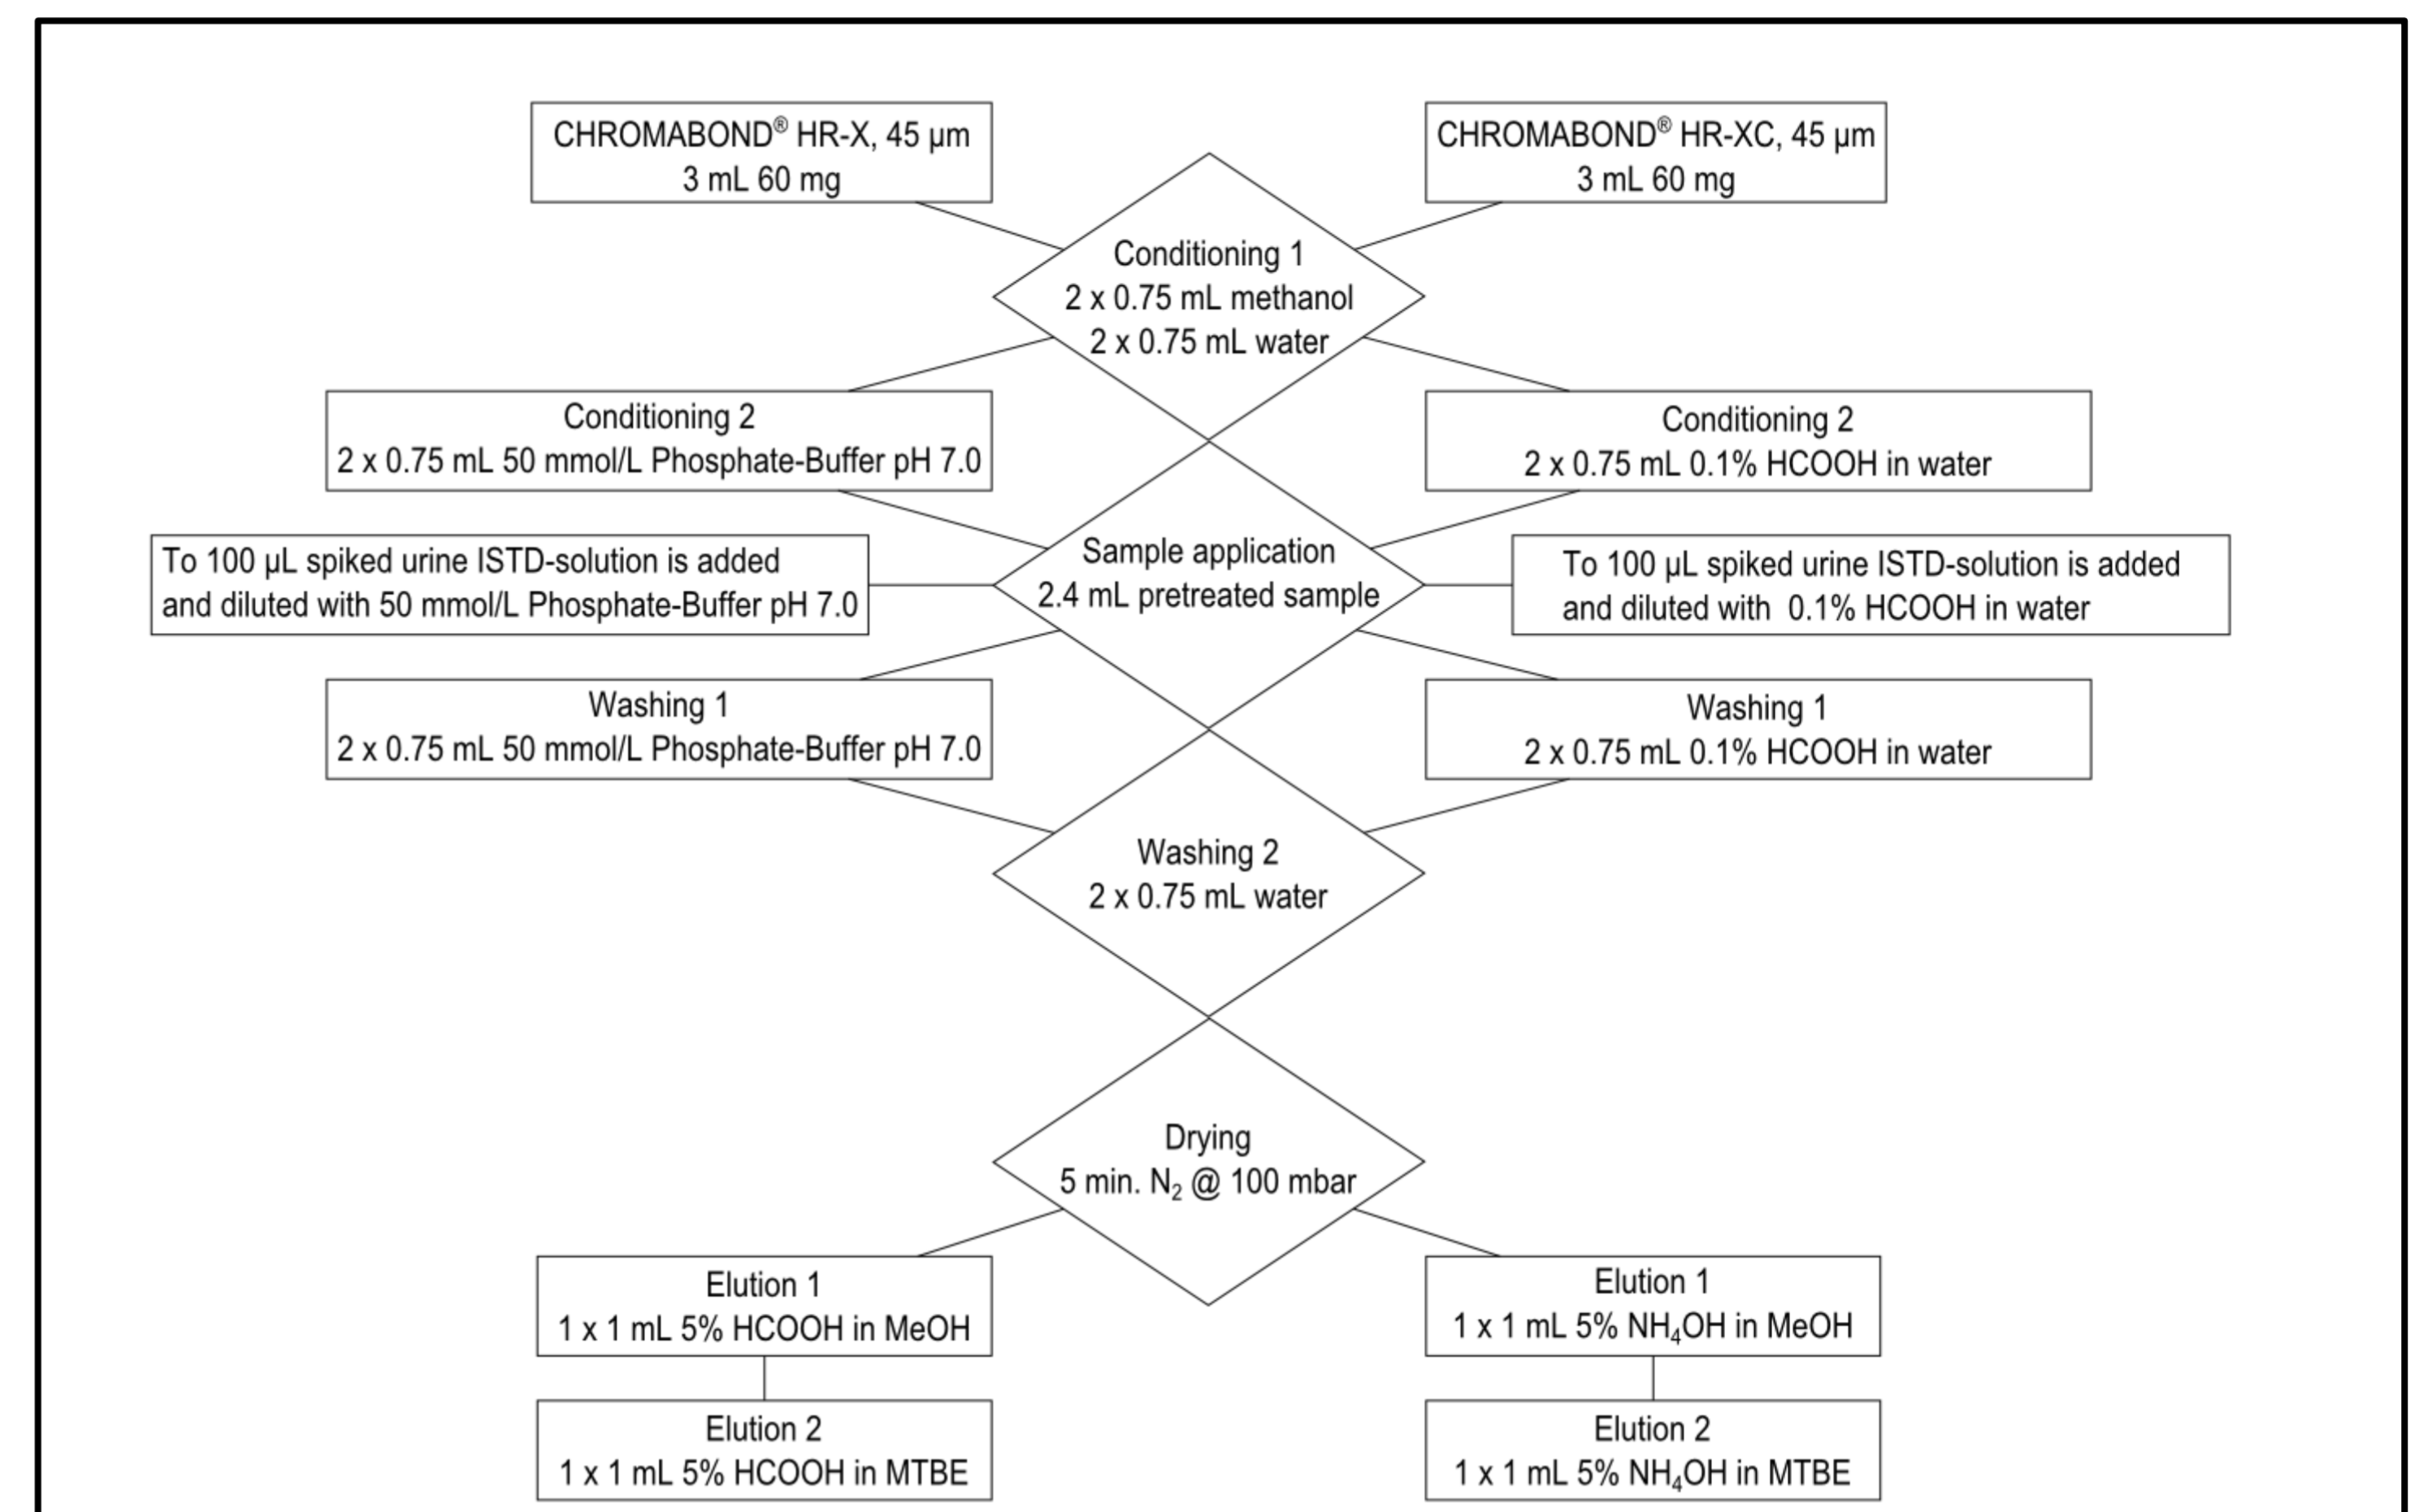 CHROMABOND® HR-X, 45 µm
3 mL 60 mg
CHROMABOND® HR-XC, 45 µm
3 mL 60 mg
Conditioning 1
2 x 0.75 mL methanol
2 x 0.75 mL water
Conditioning 2
2 x 0.75 mL 50 mmol/L Phosphate-Buffer pH 7.0
Conditioning 2
2 x 0.75 mL 0.1% HCOOH in water
To 100 µL spiked urine ISTD-solution is added
and diluted with 50 mmol/L Phosphate-Buffer pH 7.0
Sample application
2.4 mL pretreated sample
To 100 µL spiked urine ISTD-solution is added
and diluted with 0.1% HCOOH in water
Washing 1
2 x 0.75 mL 50 mmol/L Phosphate-Buffer pH 7.0
Washing 1
2 x 0.75 mL 0.1% HCOOH in water
Washing 2
2 x 0.75 mL water
Drying
5 min. N₂ @ 100 mbar
Elution 1
1 x 1 mL 5% HCOOH in MeOH
Elution 1
1 x 1 mL 5% NH₄OH in MeOH
Elution 2
1 x 1 mL 5% HCOOH in MTBE
Elution 2
1 x 1 mL 5% NH₄OH in MTBE